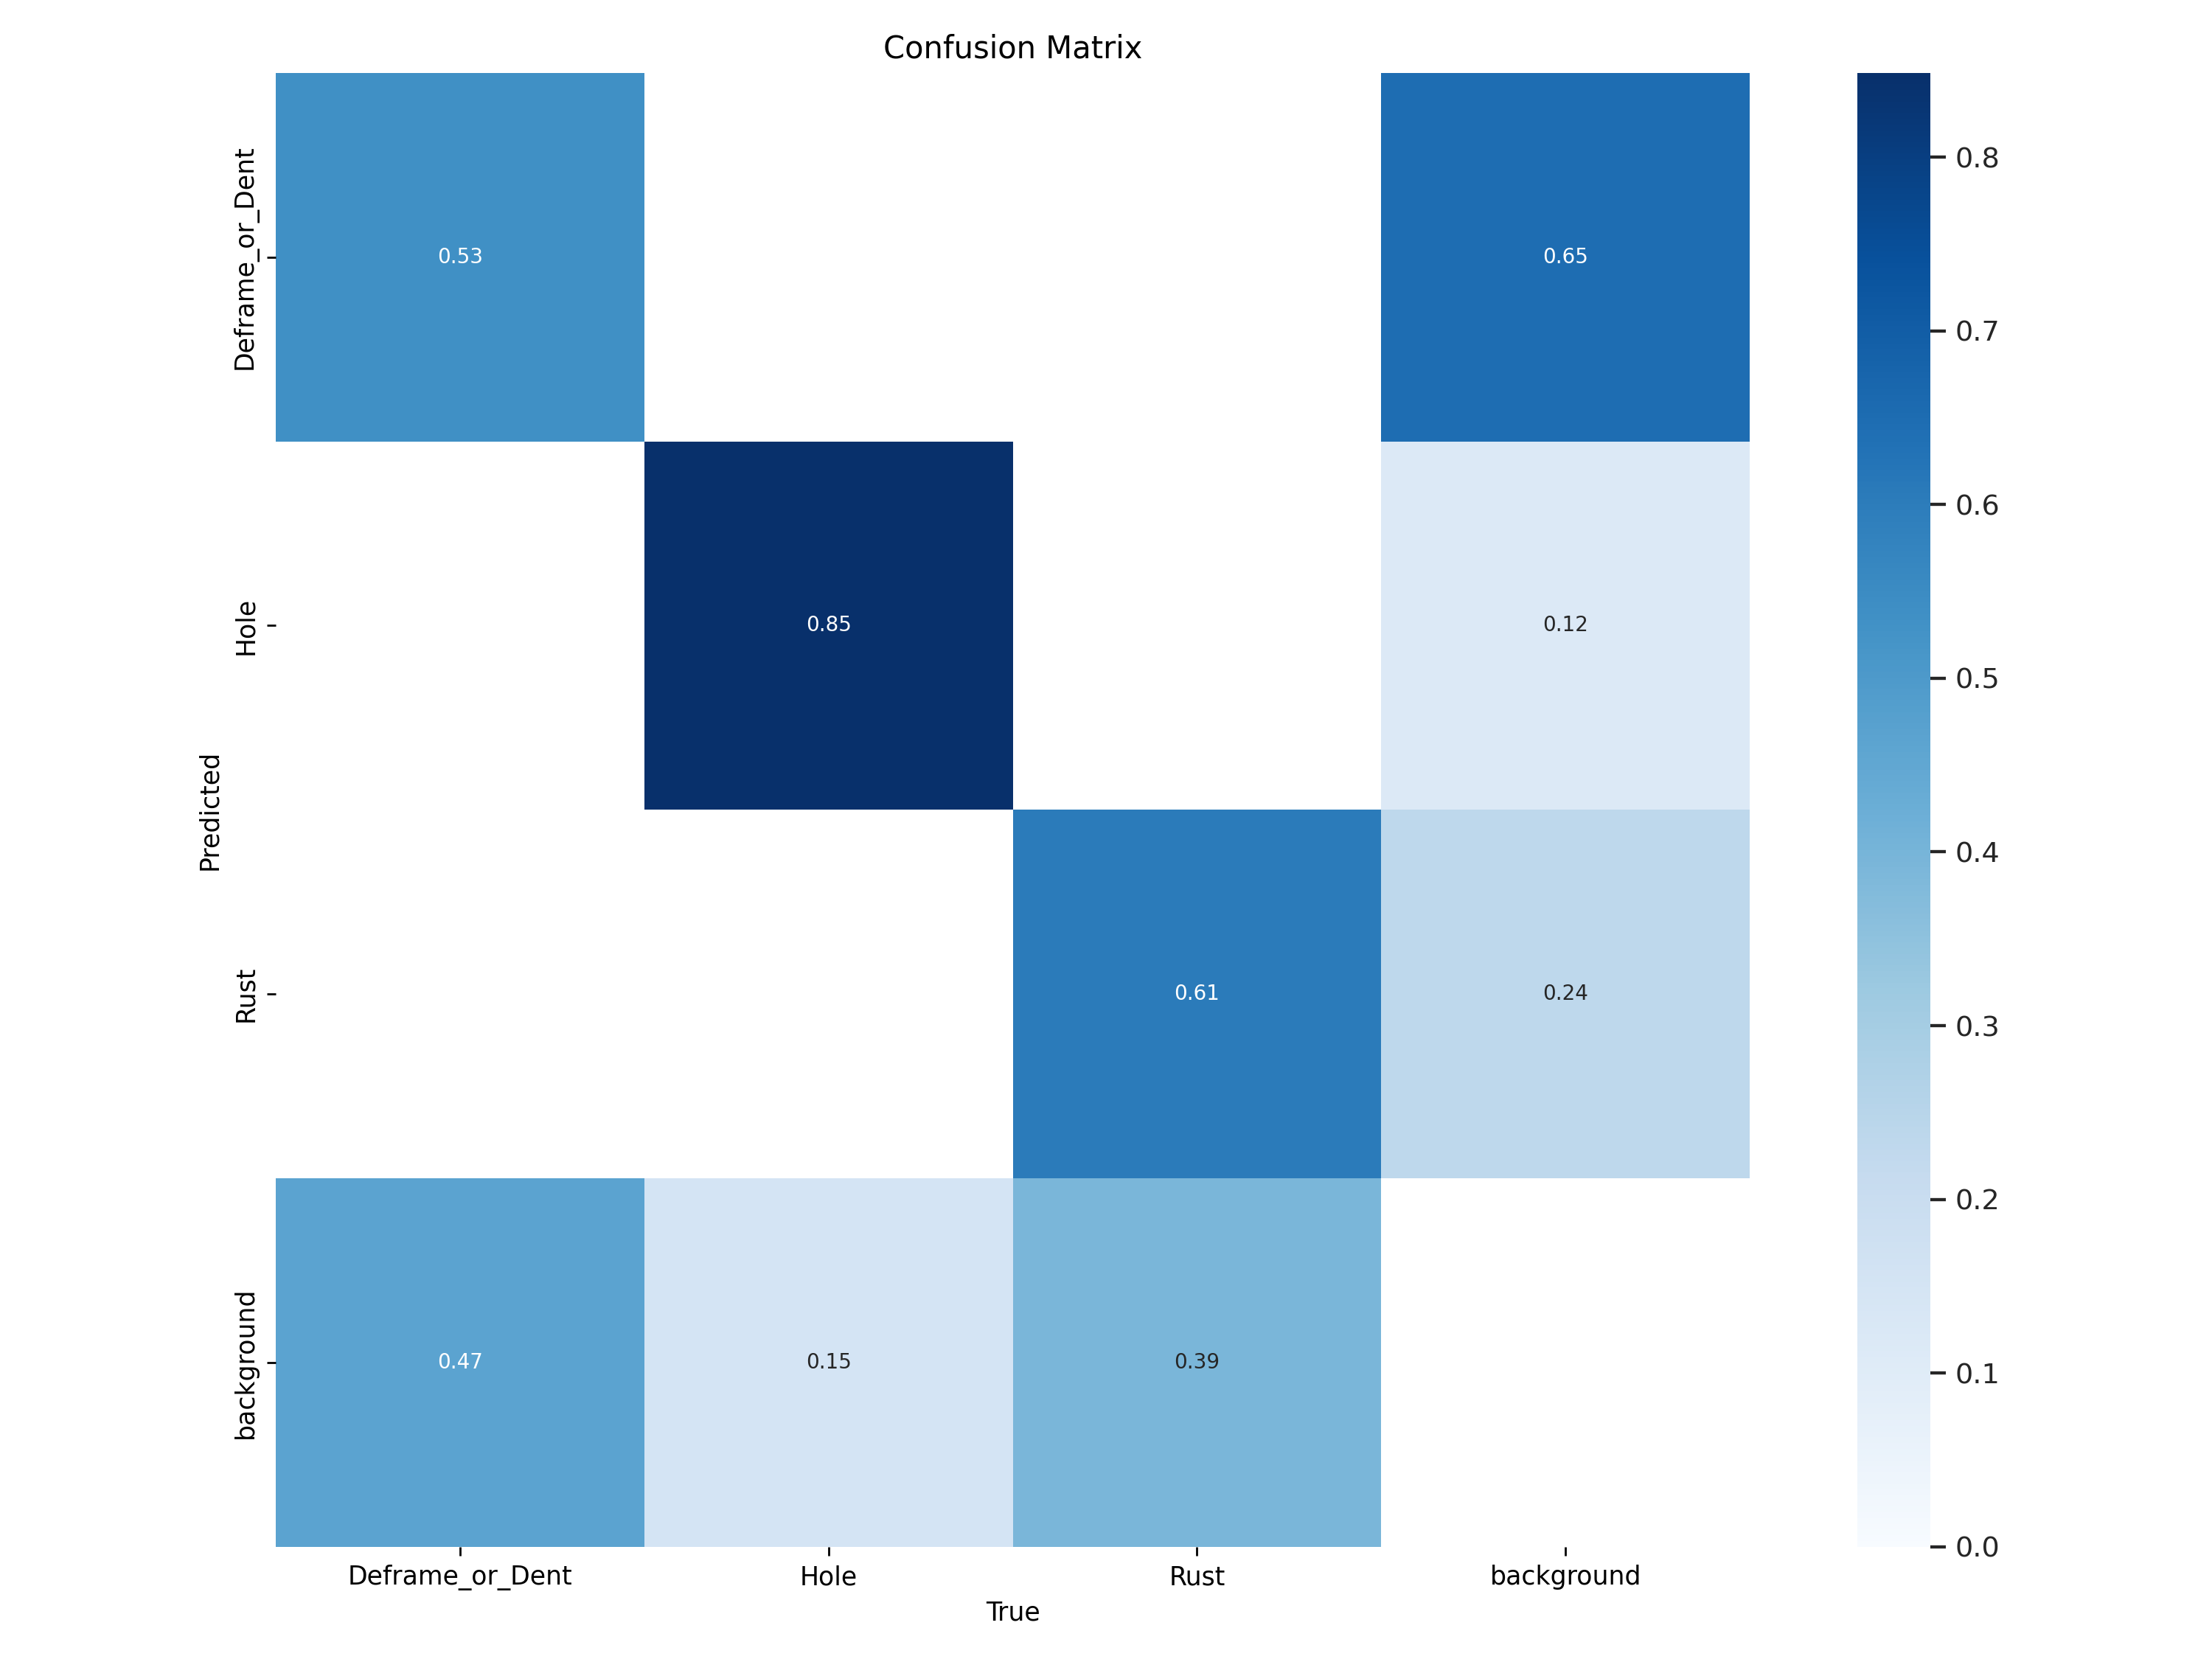 Confusion Matrix
Deframe_or_Dent
0.53
0.65
Hole
0.85
0.12
Rust
0.61
0.24
background
0.47
0.15
0.39
Predicted
Deframe_or_Dent Hole Rust background
True
0.8
0.7
0.6
0.5
0.4
0.3
0.2
0.1
0.0